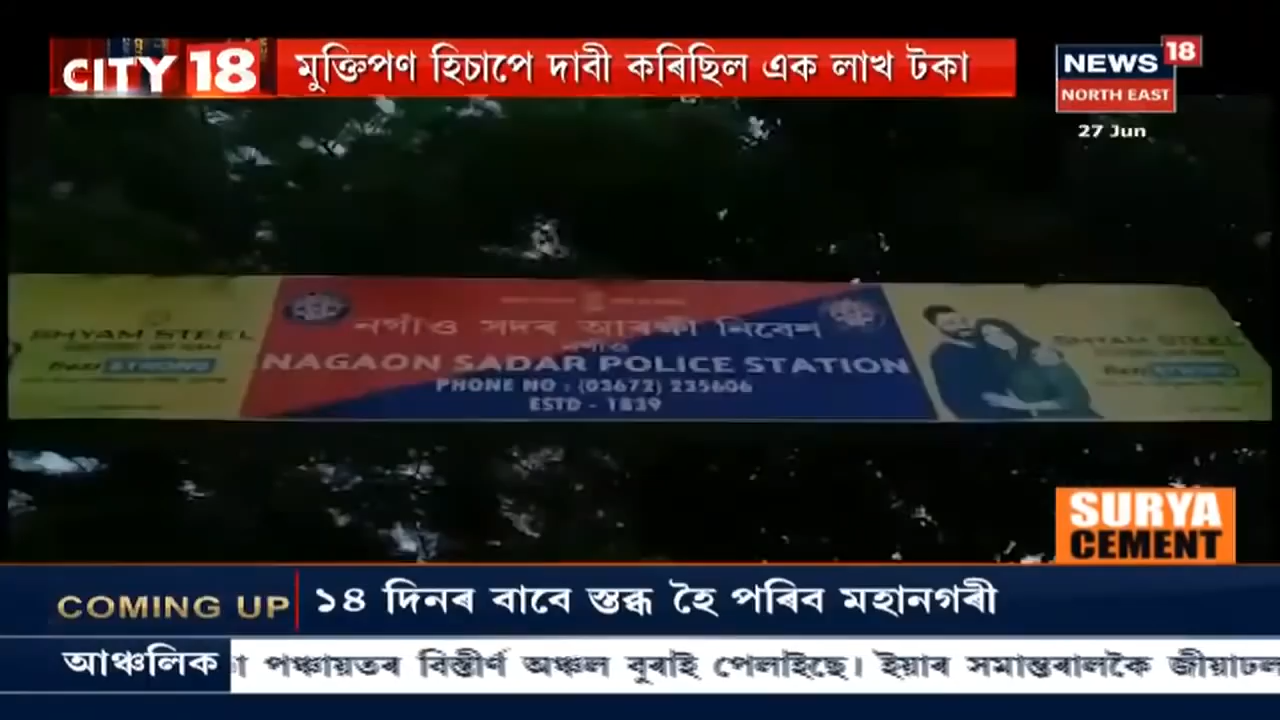 CITY 18
মুক্তিপণ হিচাপে দাবী কৰিছিল এক লাখ টকা
NEWS 18
NORTH EAST
27 Jun
SHYAM STEEL
STRONG
নগাঁও সদৰ আৰক্ষী নিবেশ
নগাঁও
NAGAON SADAR POLICE STATION
PHONE NO : (03672) 235606
ESTD - 1839
SHYAM STEEL
SURYA
CEMENT
COMING UP
১৪ দিনৰ বাবে স্তব্ধ হৈ পৰিব মহানগৰী
আঞ্চলিক
পঞ্চায়তৰ বিস্তীৰ্ণ অঞ্চল বুৰাই পেলাইছে। ইয়াৰ সমান্তৰালকৈ জীয়াঢল